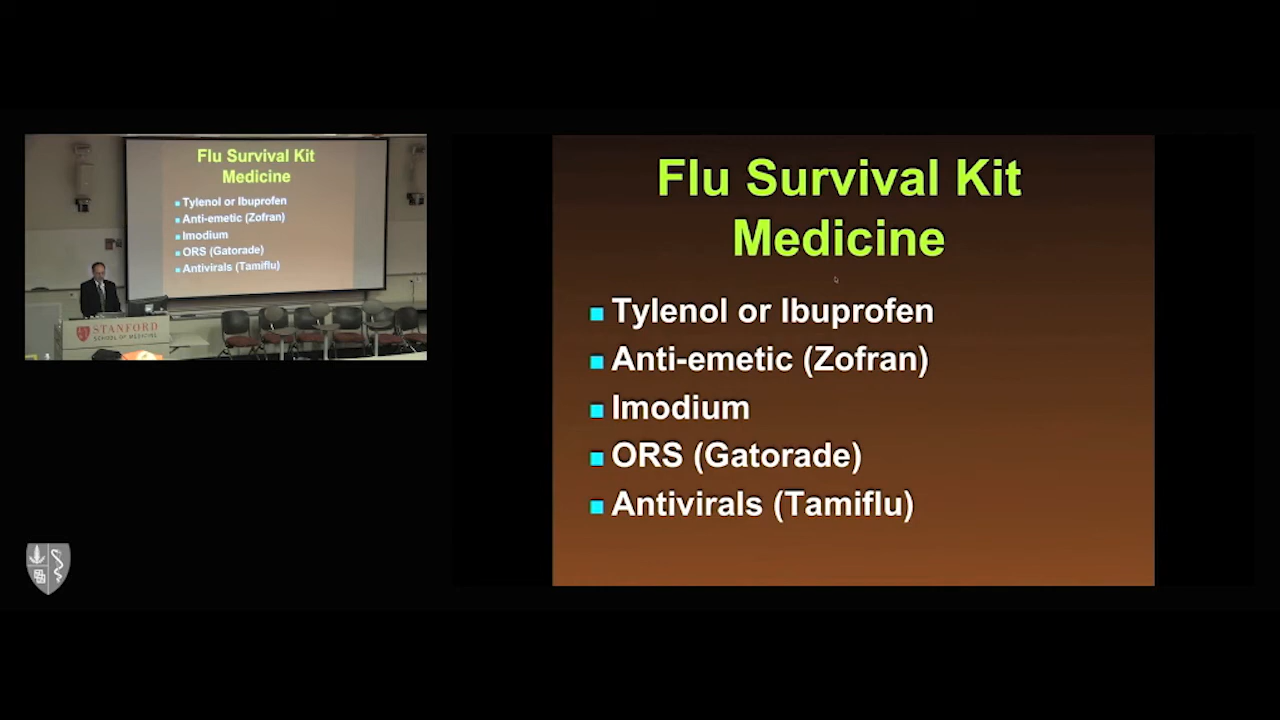 Flu Survival Kit
Medicine
Tylenol or Ibuprofen
Anti-emetic (Zofran)
Imodium
ORS (Gatorade)
Antivirals (Tamiflu)
STANFORD
SCHOOL OF MEDICINE
Flu Survival Kit
Medicine
Tylenol or Ibuprofen
Anti-emetic (Zofran)
Imodium
ORS (Gatorade)
Antivirals (Tamiflu)